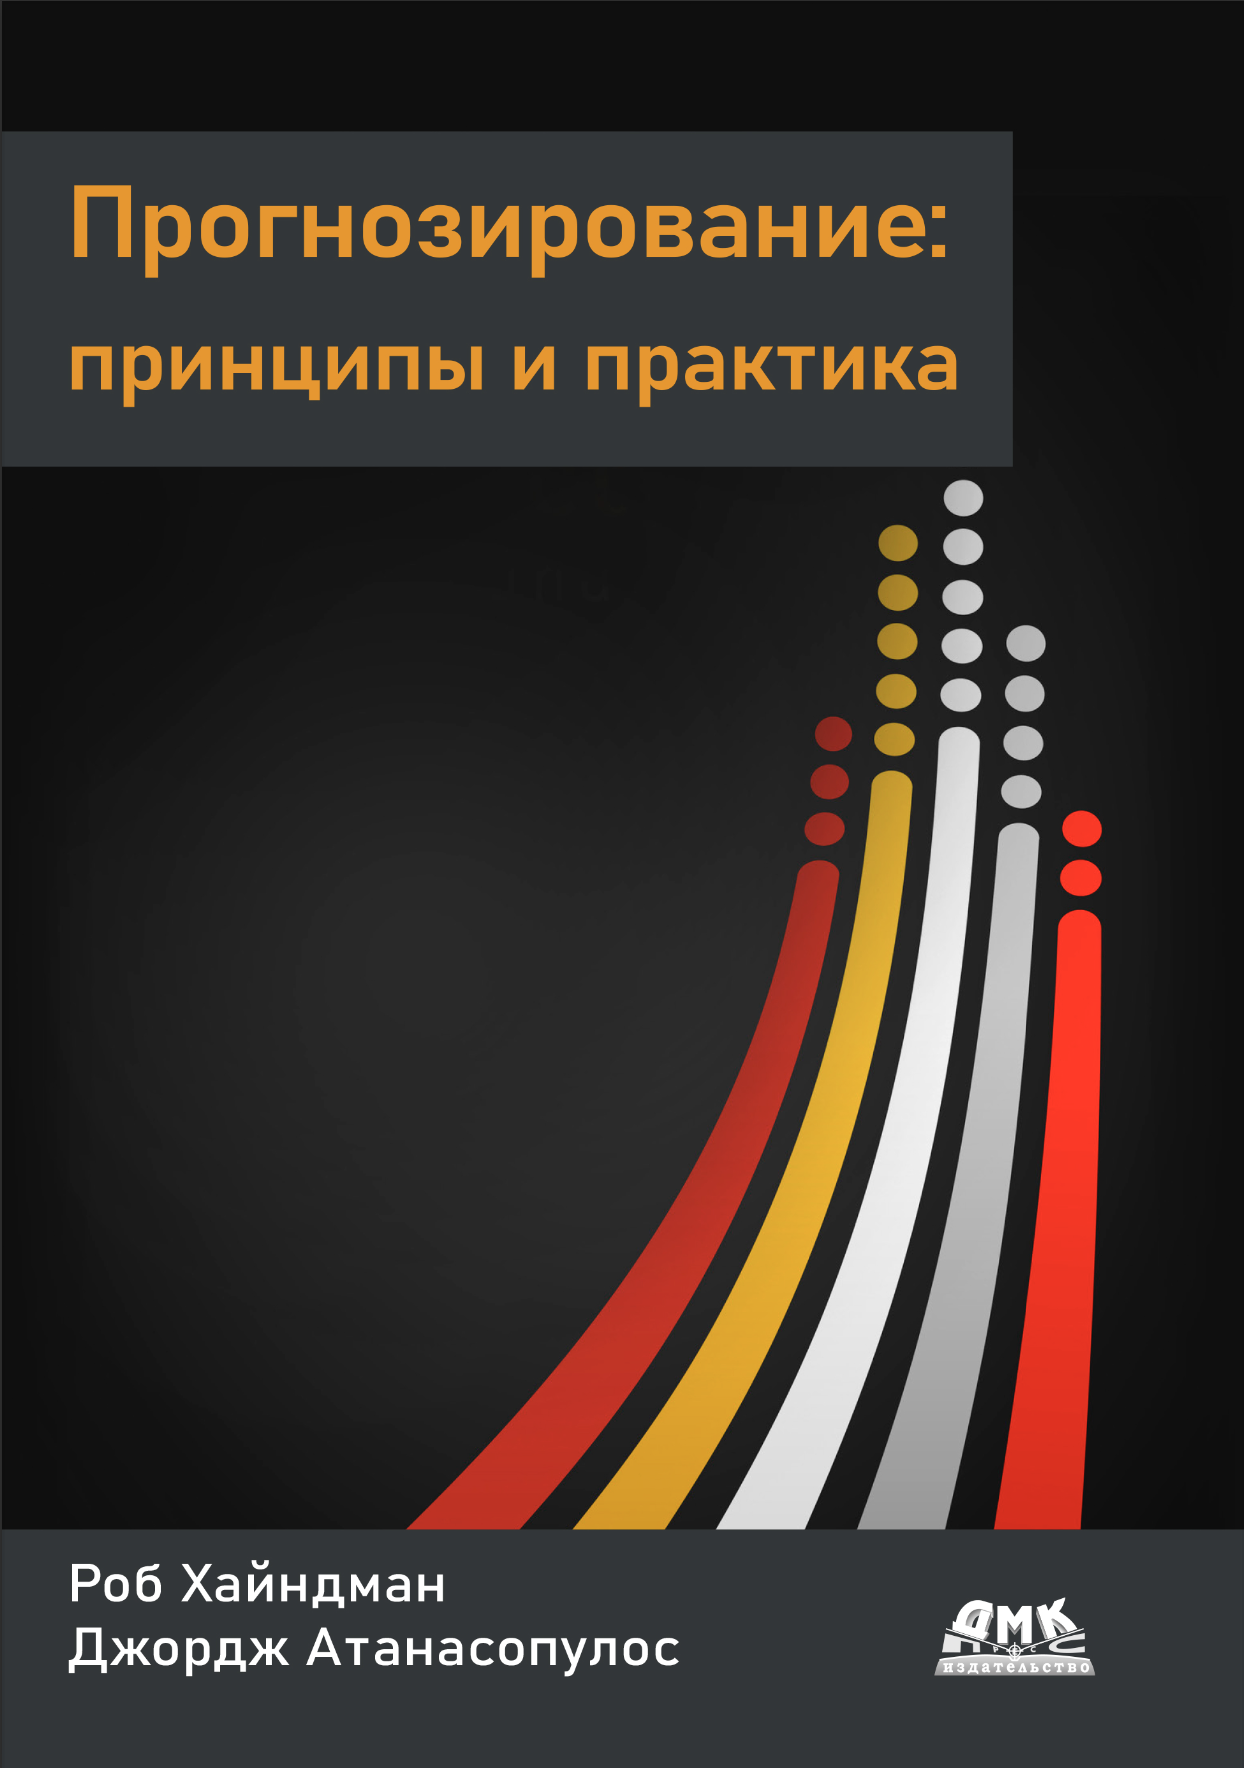 Прогнозирование:
принципы и практика
Роб Хайндман
Джордж Атанасопулос
ДМК
ПРЕСС
издательство